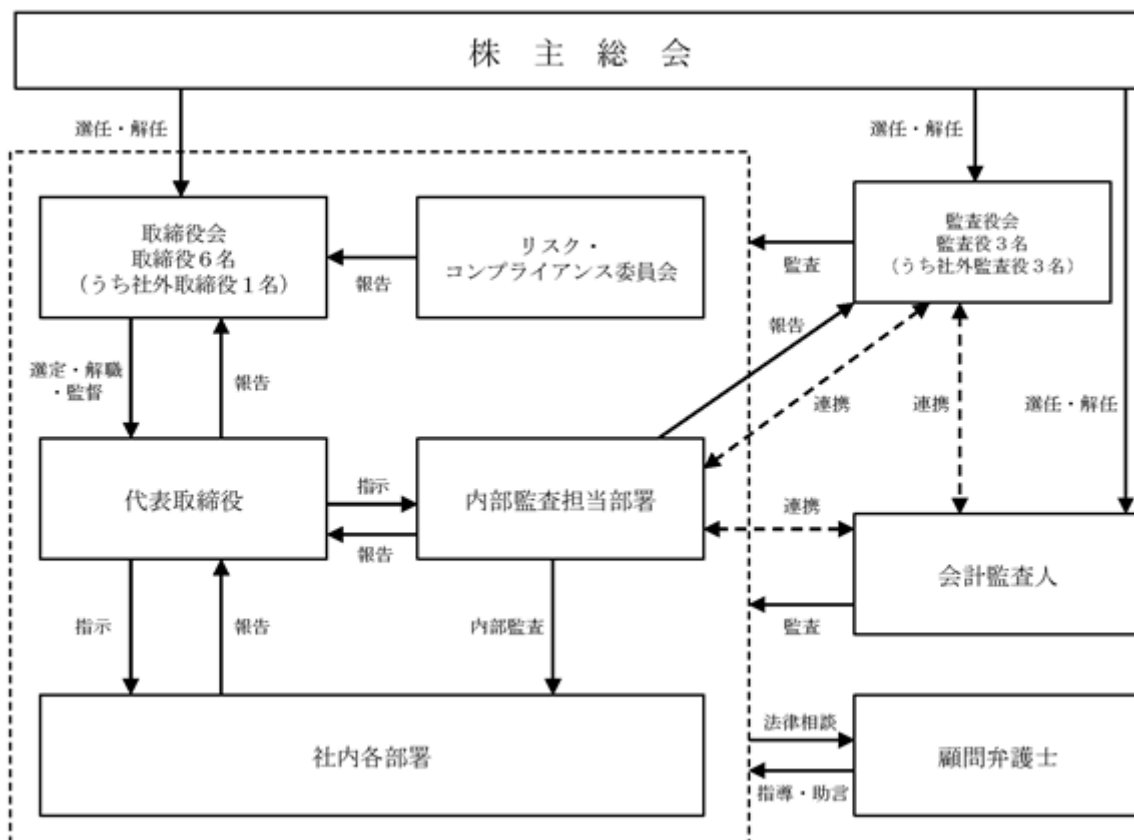 株主総会
選任・解任
選任・解任
取締役会
取締役６名
（うち社外取締役１名）
報告
リスク・
コンプライアンス委員会
監査
監査役会
監査役３名
（うち社外監査役３名）
選定・解職
・監督
報告
報告
連携
連携
選任・解任
代表取締役
指示
報告
内部監査担当部署
連携
会計監査人
指示
報告
内部監査
監査
社内各部署
法律相談
指導・助言
顧問弁護士